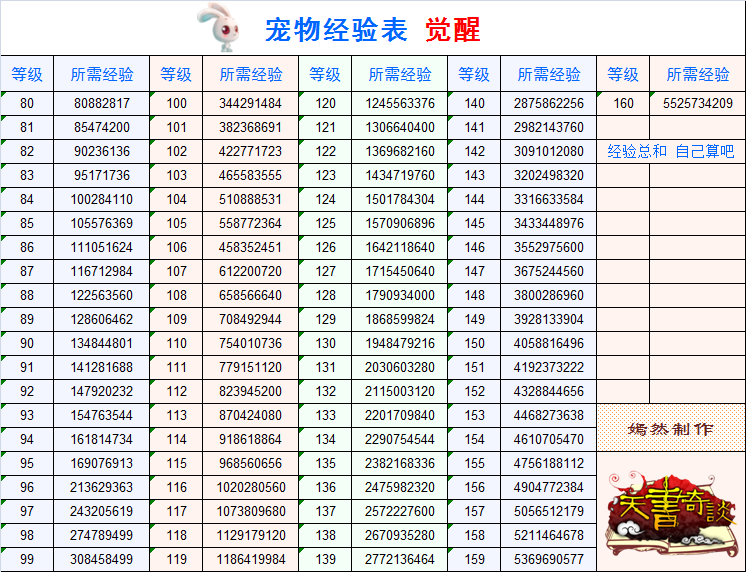 宠物经验表 觉醒
等级 所需经验 等级 所需经验 等级 所需经验 等级 所需经验 等级 所需经验
80 80882817 100 344291484 120 1245563376 140 2875862256 160 5525734209
81 85474200 101 382368691 121 1306640400 141 2982143760
82 90236136 102 422771723 122 1369682160 142 3091012080 经验总和 自己算吧
83 95171736 103 465583555 123 1434719760 143 3202498320
84 100284110 104 510888531 124 1501784304 144 3316633584
85 105576369 105 558772364 125 1570906896 145 3433448976
86 111051624 106 458352451 126 1642118640 146 3552975600
87 116712984 107 612200720 127 1715450640 147 3675244560
88 122563560 108 658566640 128 1790934000 148 3800286960
89 128606462 109 708492944 129 1868599824 149 3928133904
90 134844801 110 754010736 130 1948479216 150 4058816496
91 141281688 111 779151120 131 2030603280 151 4192373222
92 147920232 112 823945200 132 2115003120 152 4328844656
93 154763544 113 870424080 133 2201709840 153 4468273638 嫣然制作
94 161814734 114 918618864 134 2290754544 154 4610705470
95 169076913 115 968560656 135 2382168336 155 4756188112
96 213629363 116 1020280560 136 2475982320 156 4904772384
97 243205619 117 1073809680 137 2572227600 157 5056512179 天書奇談
98 274789499 118 1129179120 138 2670935280 158 5211464678
99 308458499 119 1186419984 139 2772136464 159 5369690577